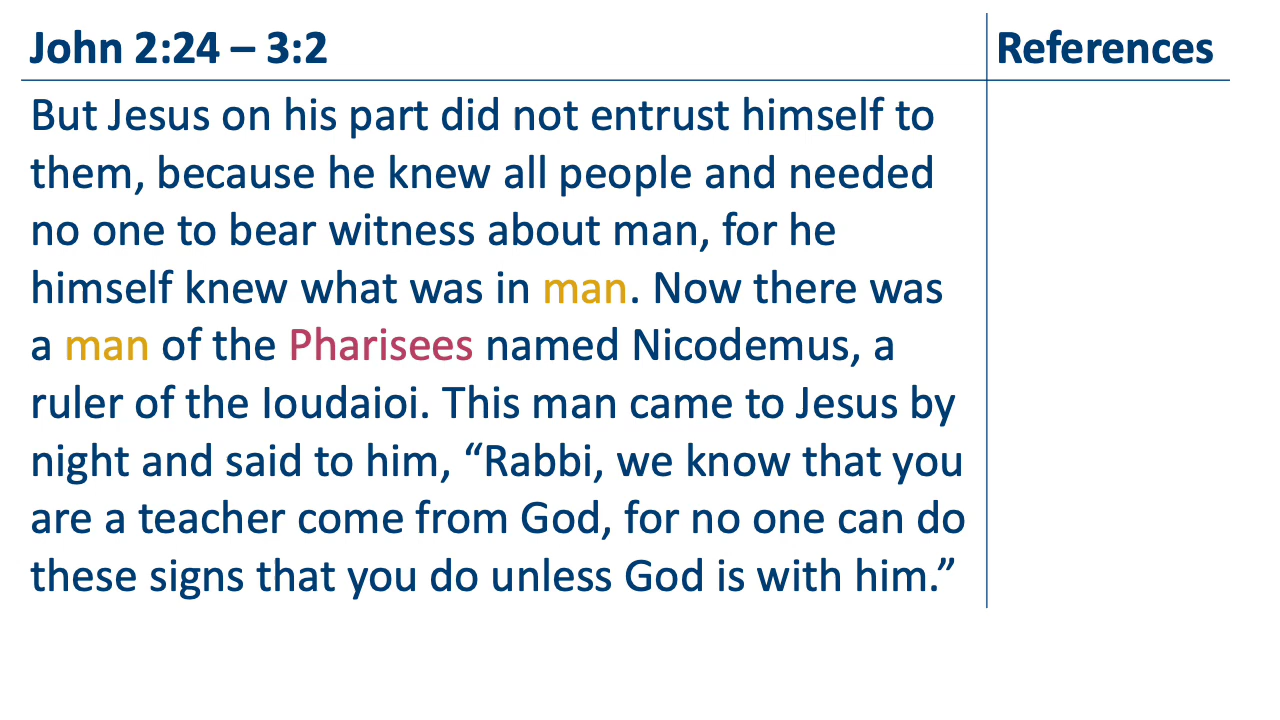 John 2:24 – 3:2
References
But Jesus on his part did not entrust himself to
them, because he knew all people and needed
no one to bear witness about man, for he
himself knew what was in man. Now there was
a man of the Pharisees named Nicodemus, a
ruler of the Ioudaioi. This man came to Jesus by
night and said to him, “Rabbi, we know that you
are a teacher come from God, for no one can do
these signs that you do unless God is with him.”